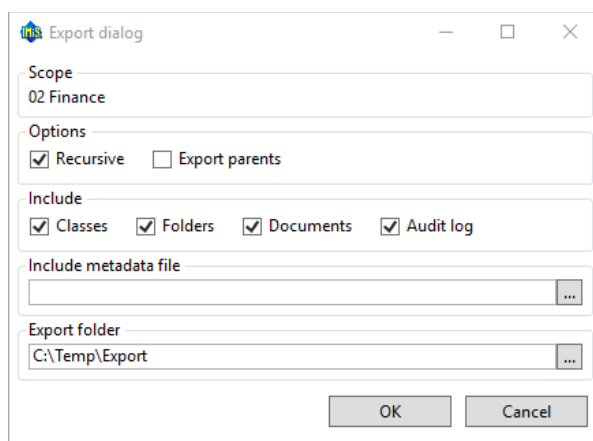 IMiS Export dialog
Scope
02 Finance
Options
Recursive Export parents
Include
Classes Folders Documents Audit log
Include metadata file
...
Export folder
C:\Temp\Export ...
OK Cancel